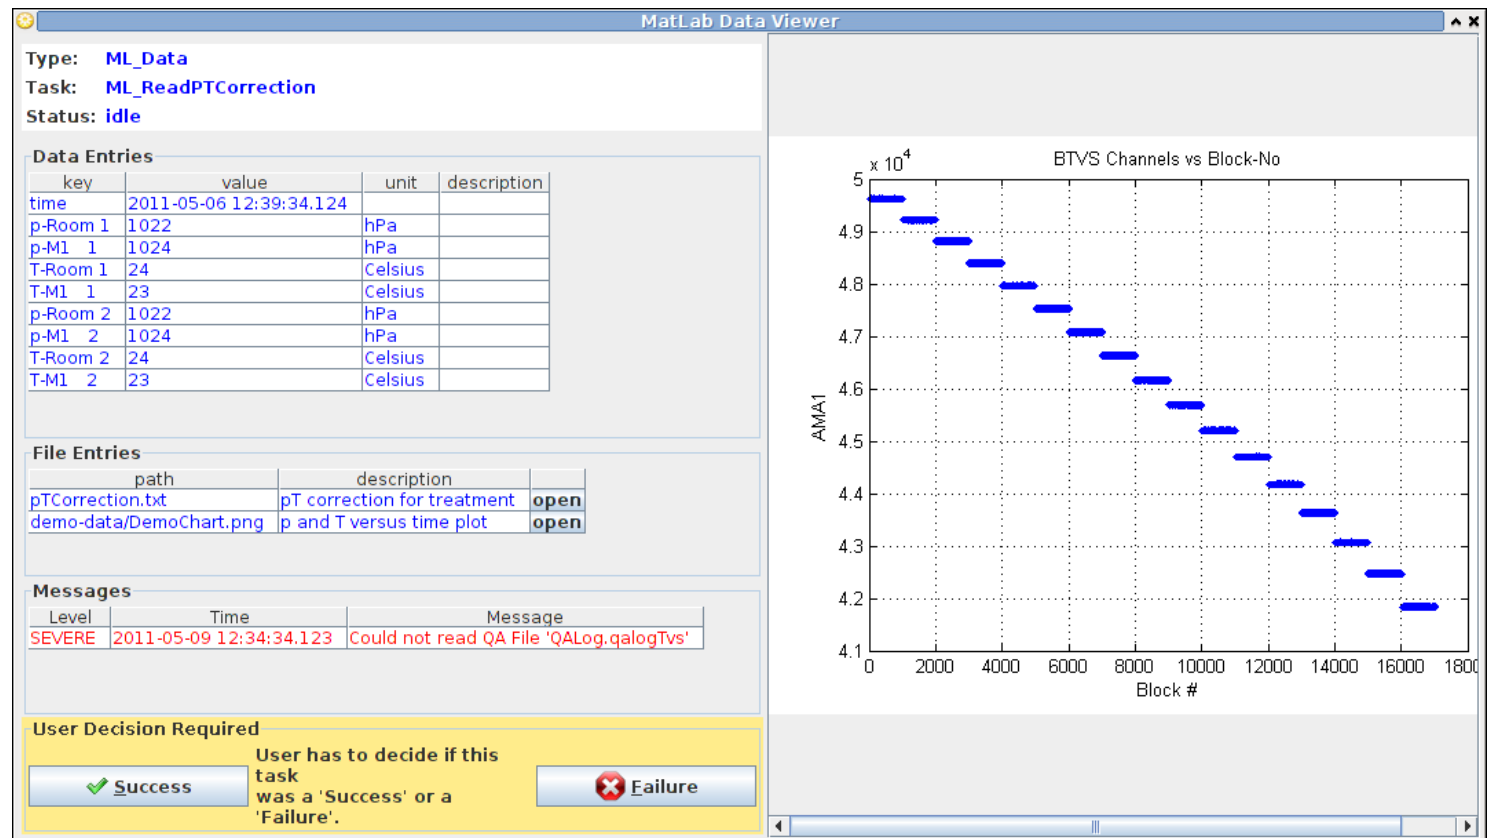 MatLab Data Viewer
Type: ML_Data
Task: ML_ReadPTCorrection
Status: idle
Data Entries
key value unit description
time 2011-05-06 12:39:34.124
p-Room 1 1022 hPa
p-M1 1 1024 hPa
T-Room 1 24 Celsius
T-M1 1 23 Celsius
p-Room 2 1022 hPa
p-M1 2 1024 hPa
T-Room 2 24 Celsius
T-M1 2 23 Celsius
File Entries
path description
pTCorrection.txt pT correction for treatment open
demo-data/DemoChart.png p and T versus time plot open
Messages
Level Time Message
SEVERE 2011-05-09 12:34:34.123 Could not read QA File 'QALog.qalogTvs'
User Decision Required
Success
User has to decide if this
task
was a 'Success' or a
'Failure'.
Failure
BTVS Channels vs Block-No
x 10^4
5
4.9
4.8
4.7
4.6
4.5
4.4
4.3
4.2
4.1
AMA1
0 2000 4000 6000 8000 10000 12000 14000 16000 1800
Block #